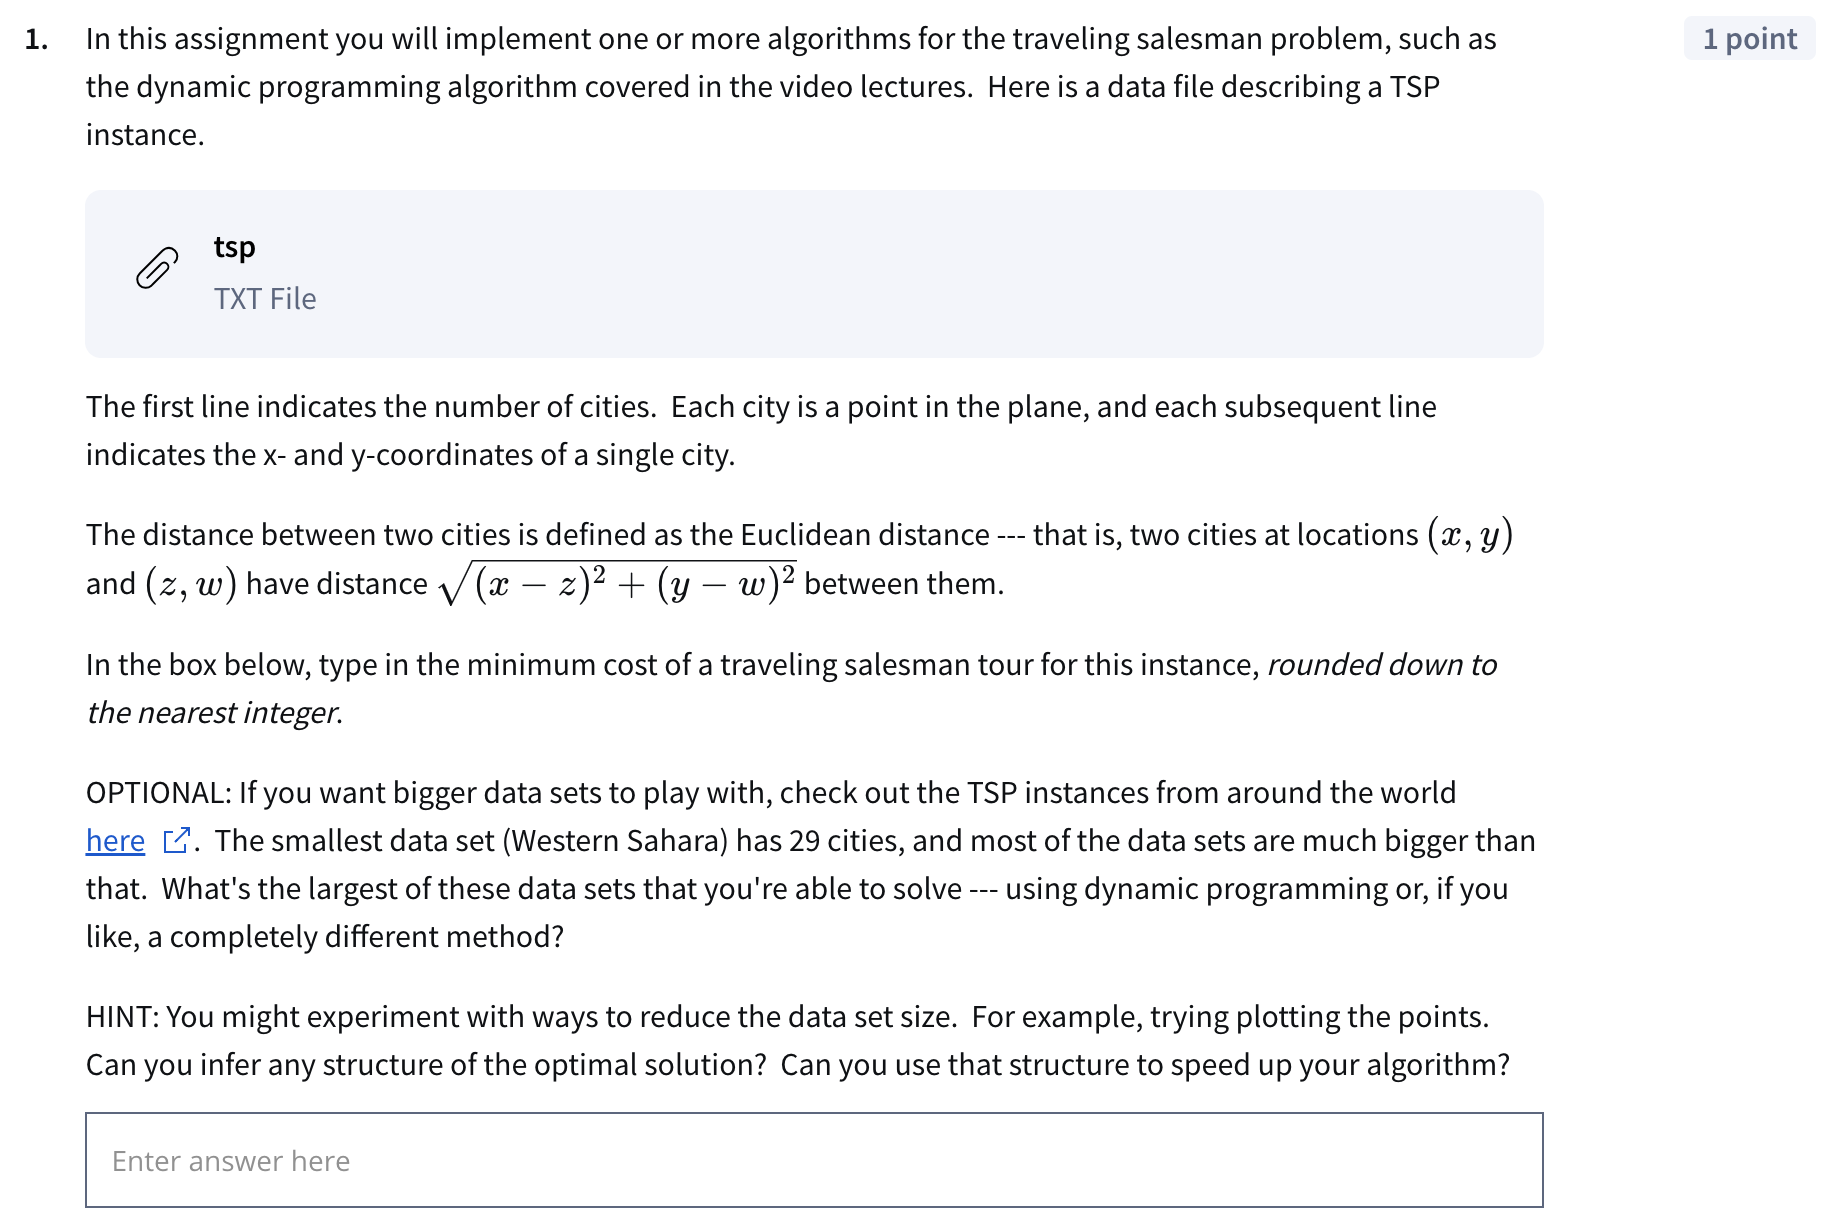 1. In this assignment you will implement one or more algorithms for the traveling salesman problem, such as
1 point
the dynamic programming algorithm covered in the video lectures.  Here is a data file describing a TSP
instance.
tsp
TXT File
The first line indicates the number of cities.  Each city is a point in the plane, and each subsequent line
indicates the x- and y-coordinates of a single city.
The distance between two cities is defined as the Euclidean distance --- that is, two cities at locations (x, y)
and (z, w) have distance √((x − z)² + (y − w)²) between them.
In the box below, type in the minimum cost of a traveling salesman tour for this instance, rounded down to
the nearest integer.
OPTIONAL: If you want bigger data sets to play with, check out the TSP instances from around the world
here .  The smallest data set (Western Sahara) has 29 cities, and most of the data sets are much bigger than
that.  What's the largest of these data sets that you're able to solve --- using dynamic programming or, if you
like, a completely different method?
HINT: You might experiment with ways to reduce the data set size.  For example, trying plotting the points.
Can you infer any structure of the optimal solution?  Can you use that structure to speed up your algorithm?
Enter answer here